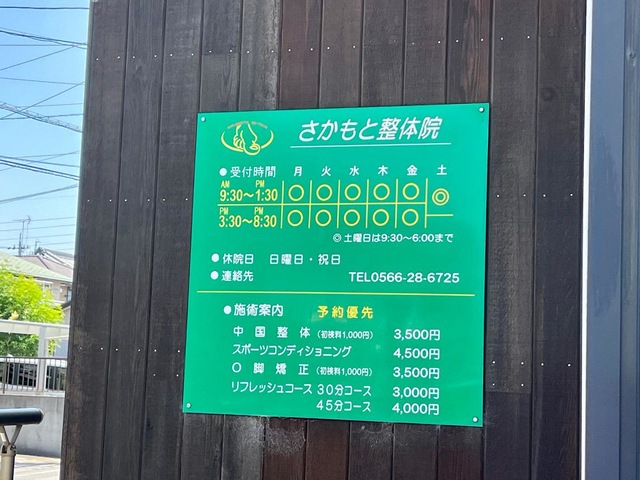 さかもと整体院
●受付時間 月 火 水 木 金 土
AM 9:30～PM 1:30 ○ ○ ○ ○ ○ ◎
PM 3:30～PM 8:30 ○ ○ ○ ○ ○ ―
◎土曜日は9:30～6:00まで
●休院日 日曜日・祝日
●連絡先 TEL0566-28-6725
●施術案内 予約優先
中国整体(初検料1,000円) 3,500円
スポーツコンディショニング 4,500円
O脚矯正(初検料1,000円) 3,500円
リフレッシュコース 30分コース 3,000円
45分コース 4,000円